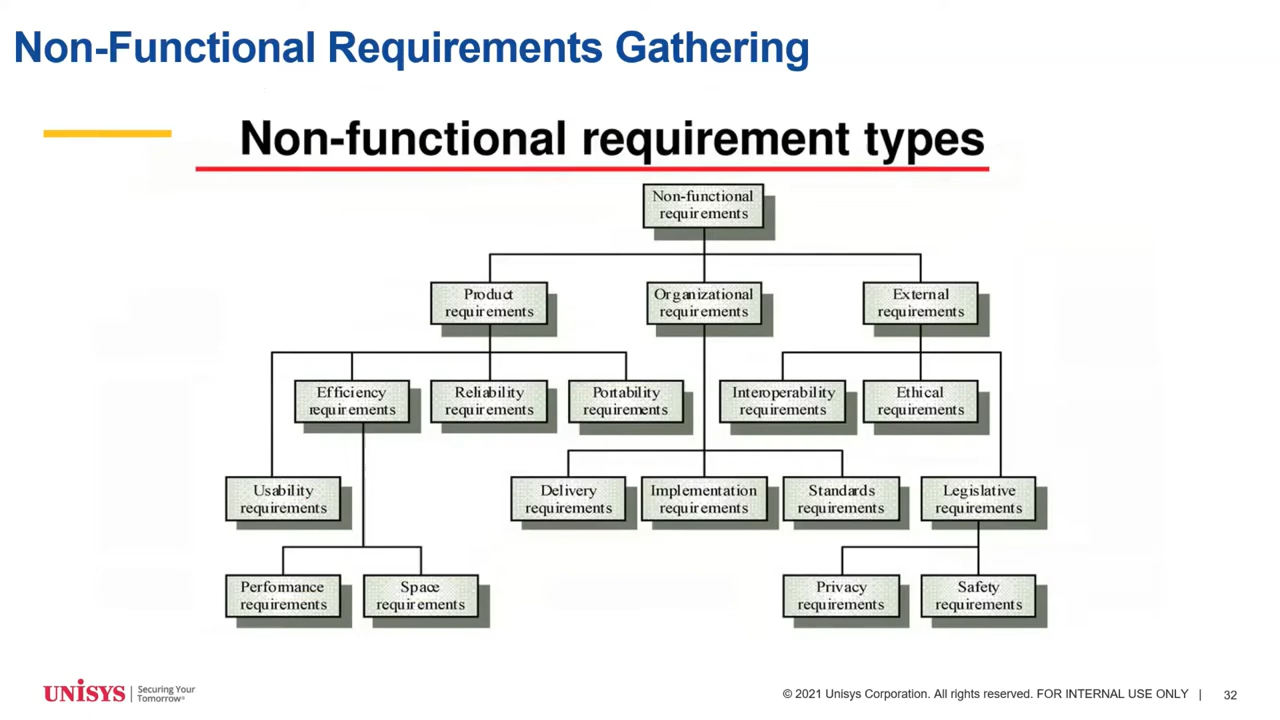 Non-Functional Requirements Gathering
Non-functional requirement types
Non-functional
requirements
Product
requirements
Organizational
requirements
External
requirements
Efficiency
requirements
Reliability
requirements
Portability
requirements
Interoperability
requirements
Ethical
requirements
Usability
requirements
Delivery
requirements
Implementation
requirements
Standards
requirements
Legislative
requirements
Performance
requirements
Space
requirements
Privacy
requirements
Safety
requirements
UNISYS
Securing Your
Tomorrow®
© 2021 Unisys Corporation. All rights reserved. FOR INTERNAL USE ONLY | 32